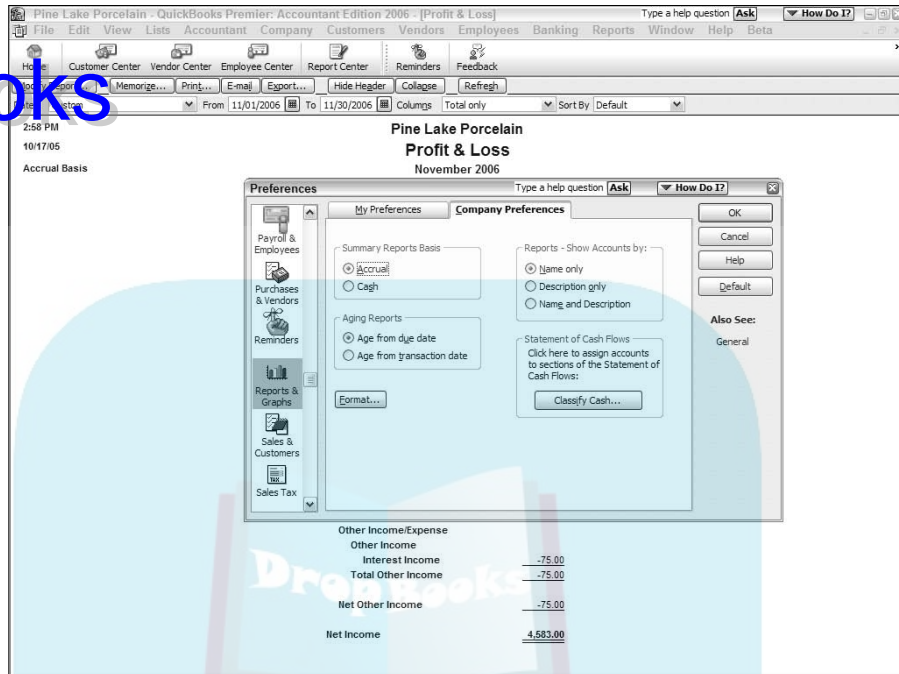 Pine Lake Porcelain - QuickBooks Premier: Accountant Edition 2006 - [Profit & Loss]
Type a help question Ask How Do I?
File Edit View Lists Accountant Company Customers Vendors Employees Banking Reports Window Help Beta
Home Customer Center Vendor Center Employee Center Report Center Reminders Feedback
oks
Memorize... Print... E-mail Export... Hide Header Collapse Refresh
From 11/01/2006 To 11/30/2006 Columns Total only Sort By Default
2:58 PM
10/17/05
Accrual Basis
Pine Lake Porcelain
Profit & Loss
November 2006
Preferences Type a help question Ask How Do I?
My Preferences Company Preferences
Payroll & Employees
Purchases & Vendors
Reminders
Reports & Graphs
Sales & Customers
Sales Tax
Summary Reports Basis
Accrual
Cash
Aging Reports
Age from due date
Age from transaction date
Format...
Reports - Show Accounts by:
Name only
Description only
Name and Description
Statement of Cash Flows
Click here to assign accounts
to sections of the Statement of
Cash Flows:
Classify Cash...
OK
Cancel
Help
Default
Also See:
General
Other Income/Expense
Other Income
Interest Income -75.00
Total Other Income -75.00
Net Other Income -75.00
Net Income 4,583.00
DropBooks